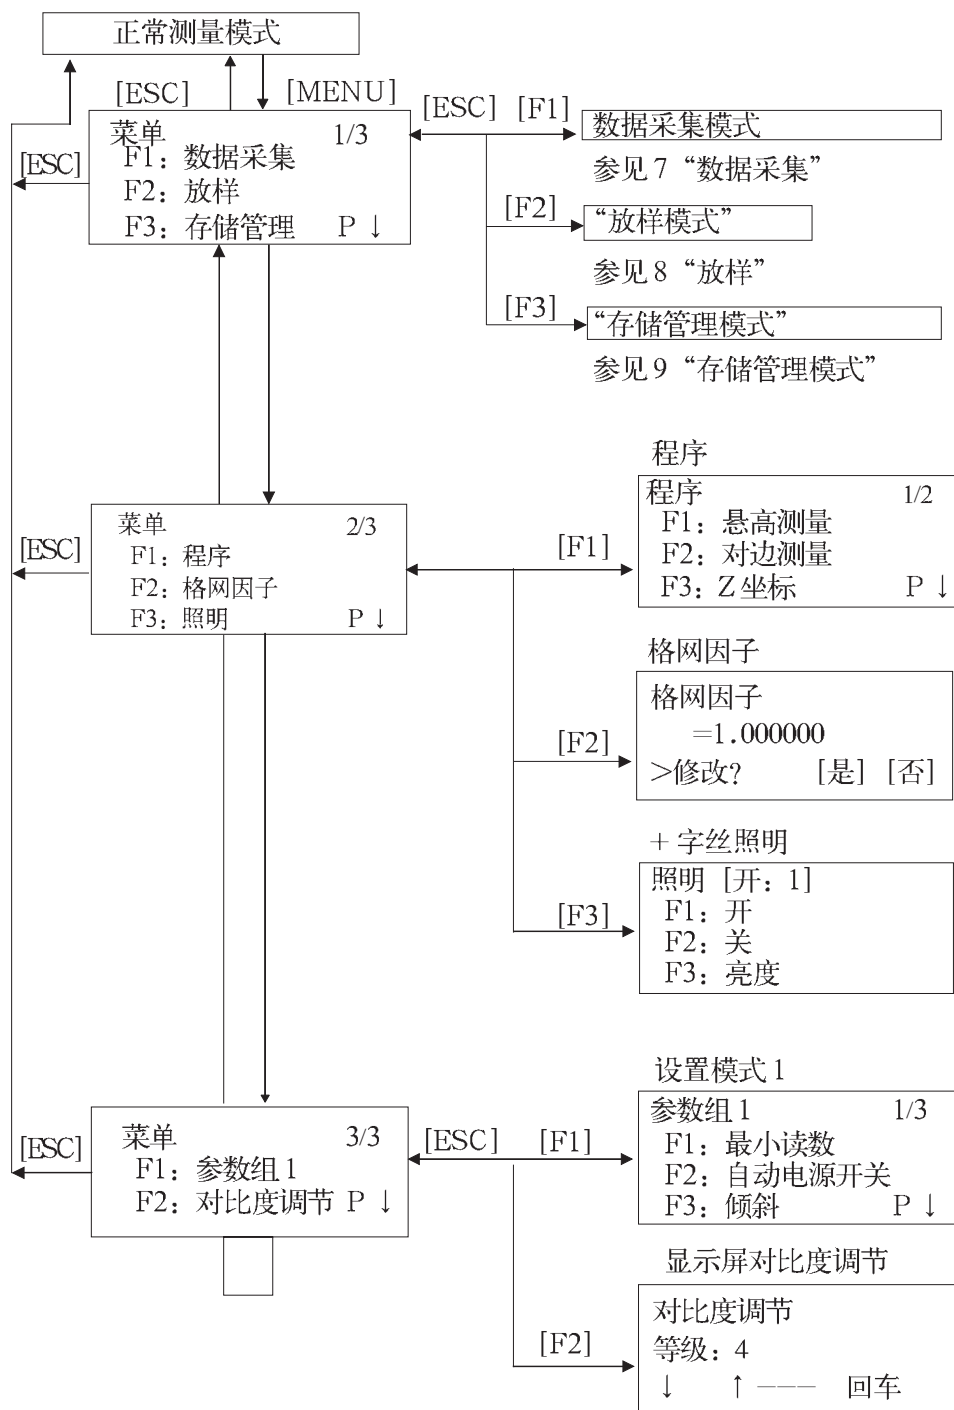 正常测量模式
[ESC]
[MENU]
菜单 1/3
F1：数据采集
F2：放样
F3：存储管理 P ↓
[ESC]
[ESC] [F1]
数据采集模式
参见 7 “数据采集”
[F2]
“放样模式”
参见 8 “放样”
[F3]
“存储管理模式”
参见 9 “存储管理模式”
菜单 2/3
F1：程序
F2：格网因子
F3：照明 P ↓
[ESC]
[F1]
程序
程序 1/2
F1：悬高测量
F2：对边测量
F3：Z 坐标 P ↓
[F2]
格网因子
格网因子
=1.000000
>修改? [是] [否]
[F3]
+ 字丝照明
照明 [开：1]
F1：开
F2：关
F3：亮度
菜单 3/3
F1：参数组 1
F2：对比度调节 P ↓
[ESC]
[ESC] [F1]
设置模式 1
参数组 1 1/3
F1：最小读数
F2：自动电源开关
F3：倾斜 P ↓
[F2]
显示屏对比度调节
对比度调节
等级：4
↓ ↑ --- 回车